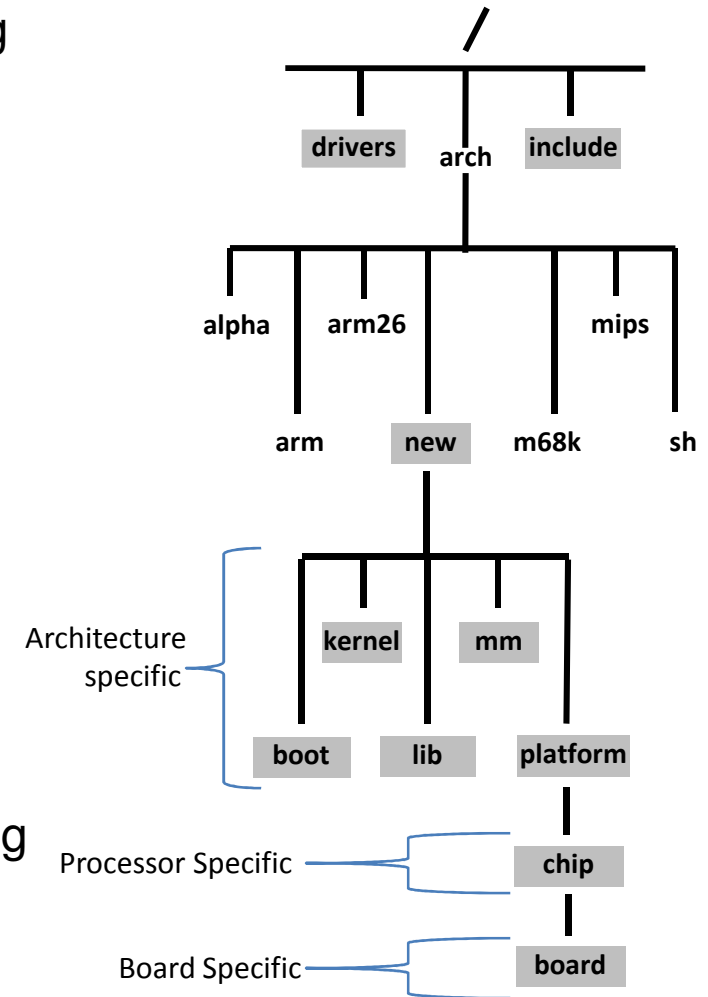 g
/
drivers
arch
include
alpha
arm26
mips
arm
new
m68k
sh
Architecture
specific
kernel
mm
boot
lib
platform
g
Processor Specific
chip
Board Specific
board